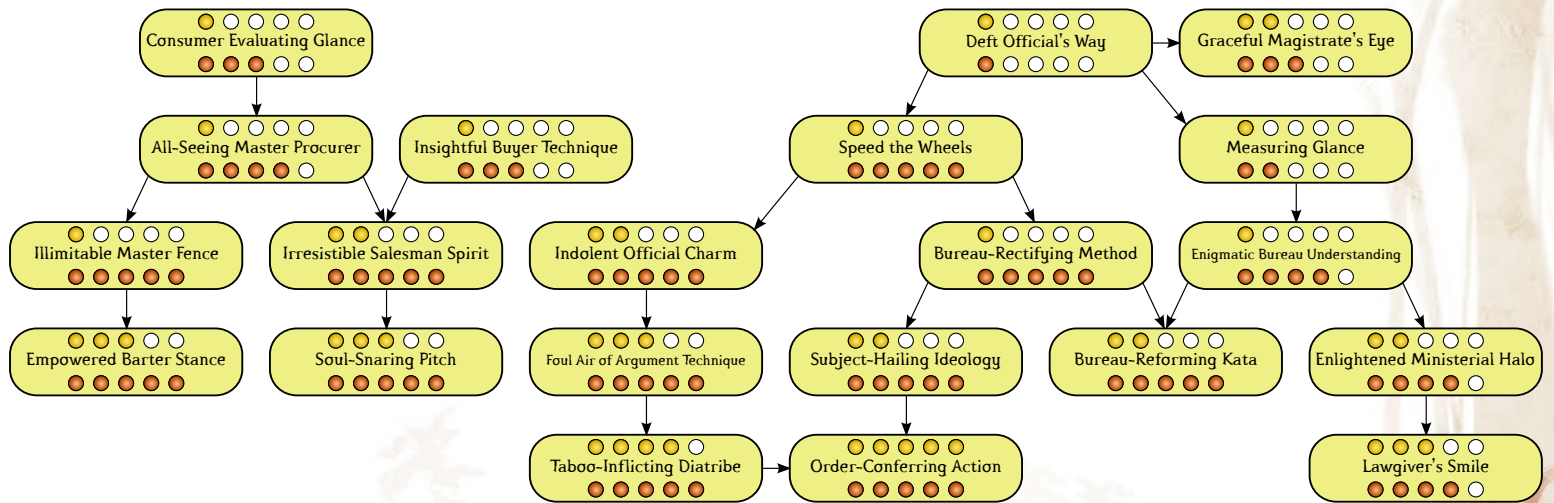 Consumer Evaluating Glance
Deft Official's Way
Graceful Magistrate's Eye
All-Seeing Master Procurer
Insightful Buyer Technique
Speed the Wheels
Measuring Glance
Illimitable Master Fence
Irresistible Salesman Spirit
Indolent Official Charm
Bureau-Rectifying Method
Enigmatic Bureau Understanding
Empowered Barter Stance
Soul-Snaring Pitch
Foul Air of Argument Technique
Subject-Hailing Ideology
Bureau-Reforming Kata
Enlightened Ministerial Halo
Taboo-Inflicting Diatribe
Order-Conferring Action
Lawgiver's Smile